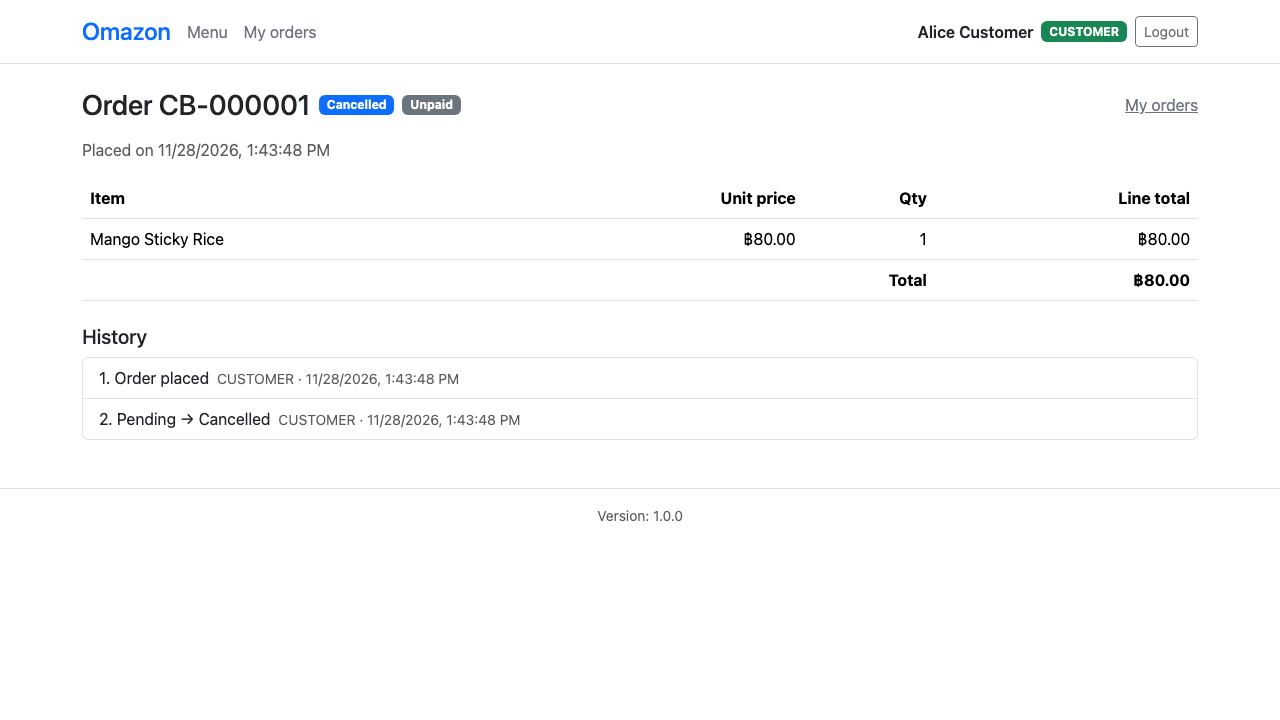 Omazon Menu My orders Alice Customer CUSTOMER Logout
Order CB-000001 Cancelled Unpaid My orders
Placed on 11/28/2026, 1:43:48 PM
Item Unit price Qty Line total
Mango Sticky Rice ฿80.00 1 ฿80.00
Total ฿80.00
History
1. Order placed CUSTOMER · 11/28/2026, 1:43:48 PM
2. Pending → Cancelled CUSTOMER · 11/28/2026, 1:43:48 PM
Version: 1.0.0